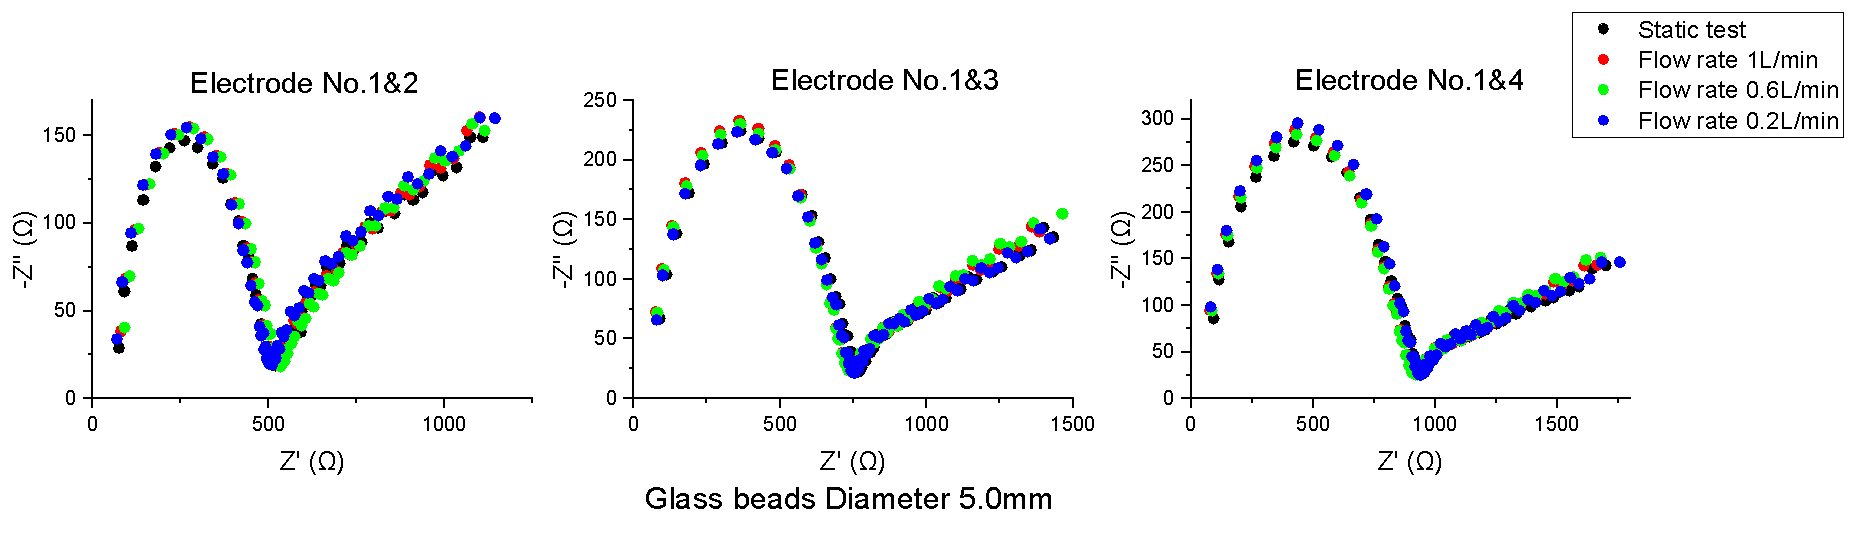 Static test
Flow rate 1L/min
Flow rate 0.6L/min
Flow rate 0.2L/min
Electrode No.1&2
150
100
50
0
-Z'' (Ω)
0 500 1000
Z' (Ω)
Electrode No.1&3
250
200
150
100
50
0
-Z'' (Ω)
0 500 1000 1500
Z' (Ω)
Electrode No.1&4
300
250
200
150
100
50
0
-Z'' (Ω)
0 500 1000 1500
Z' (Ω)
Glass beads Diameter 5.0mm